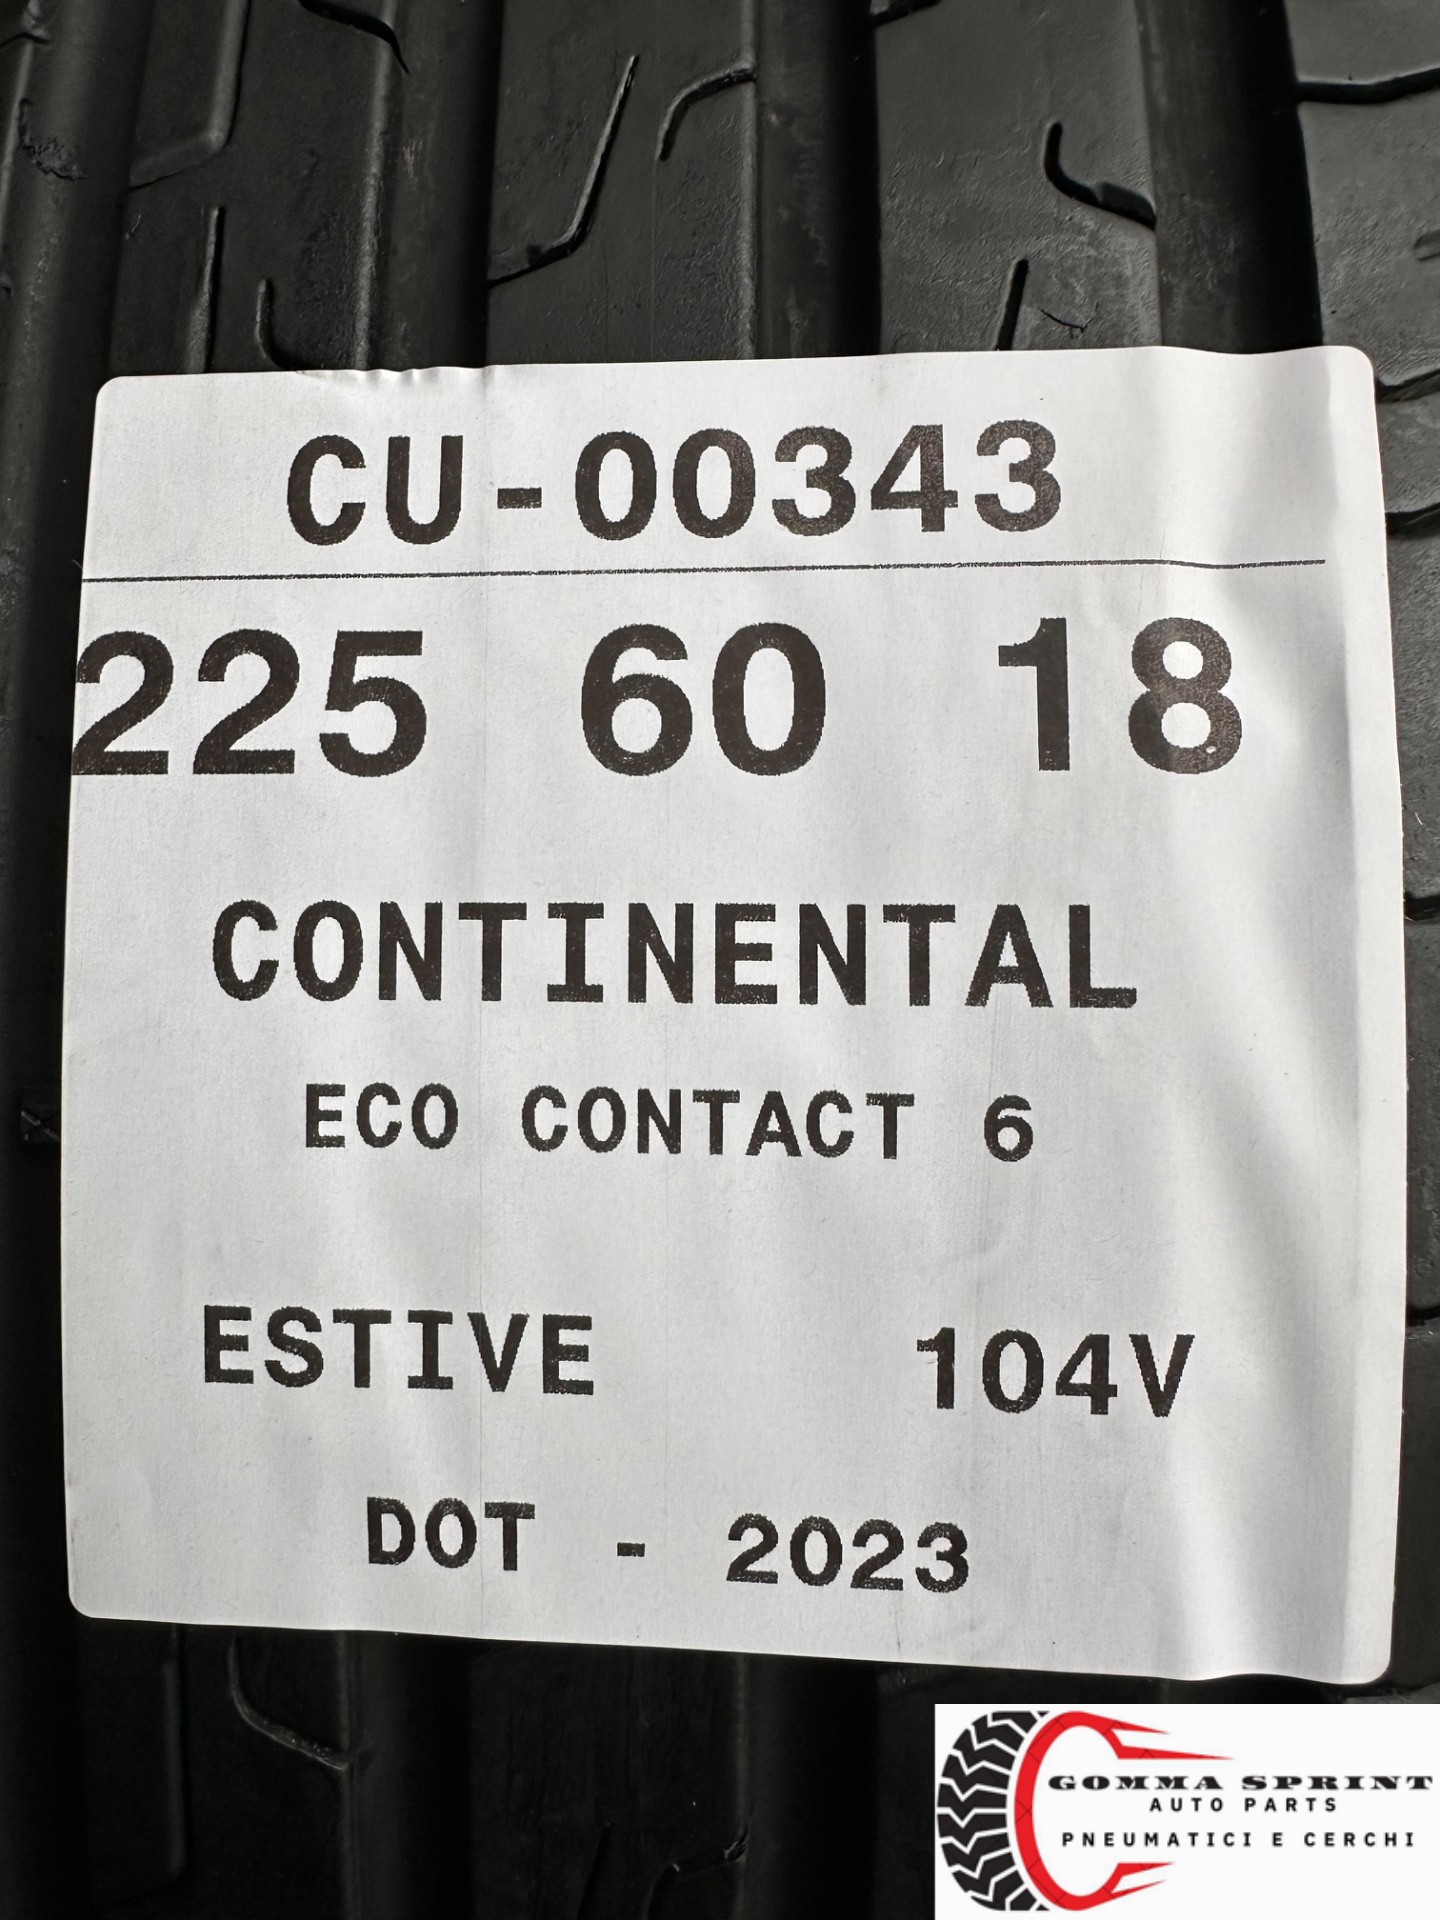 CU-00343
225 60 18
CONTINENTAL
ECO CONTACT 6
ESTIVE 104V
DOT - 2023
GOMMA SPRINT
AUTO PARTS
PNEUMATICI E CERCHI